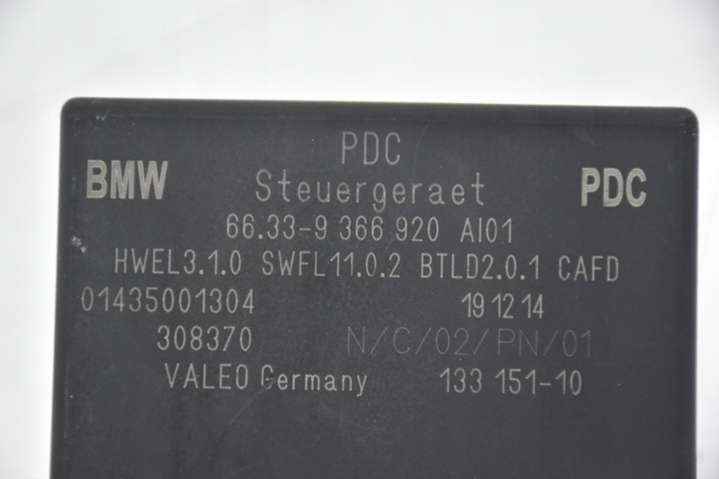 PDC
BMW Steuergeraet PDC
66.33-9 366 920 AI01
HWEL3.1.0 SWFL11.0.2 BTLD2.0.1 CAFD
01435001304 19 12 14
308370 N/C/02/PN/01
VALEO Germany 133 151-10